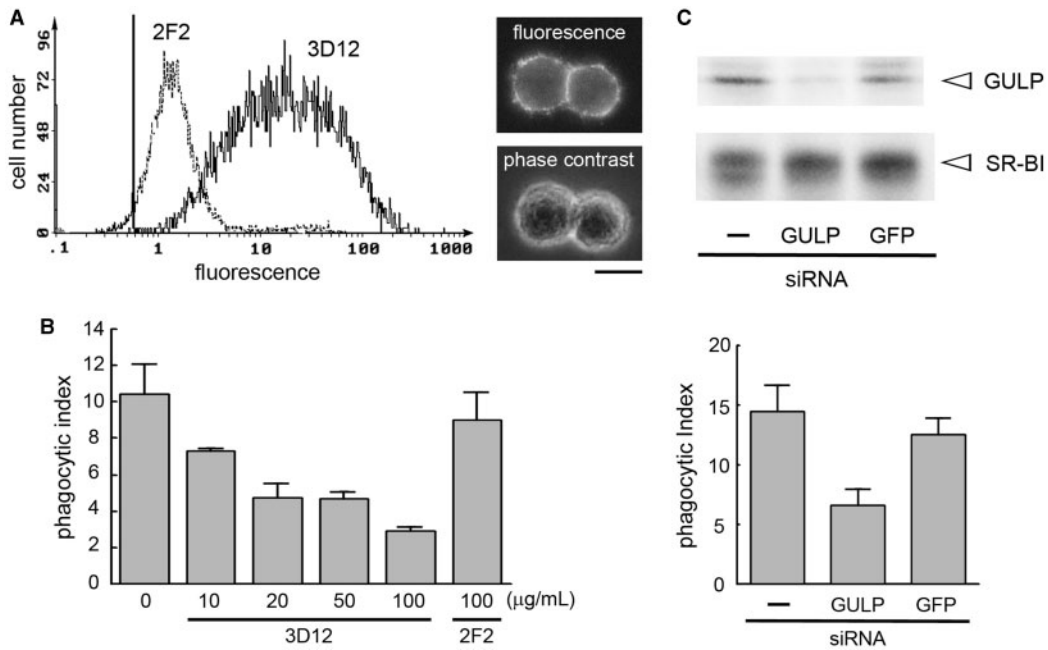 A
cell number
96
72
48
24
0
2F2
3D12
.1 1 10 100 1000
fluorescence
fluorescence
phase contrast
B
phagocytic index
14
12
10
8
6
4
2
0
0 10 20 50 100 100 (μg/mL)
3D12 2F2
C
GULP
SR-BI
– GULP GFP
siRNA
phagocytic Index
20
15
10
5
0
– GULP GFP
siRNA